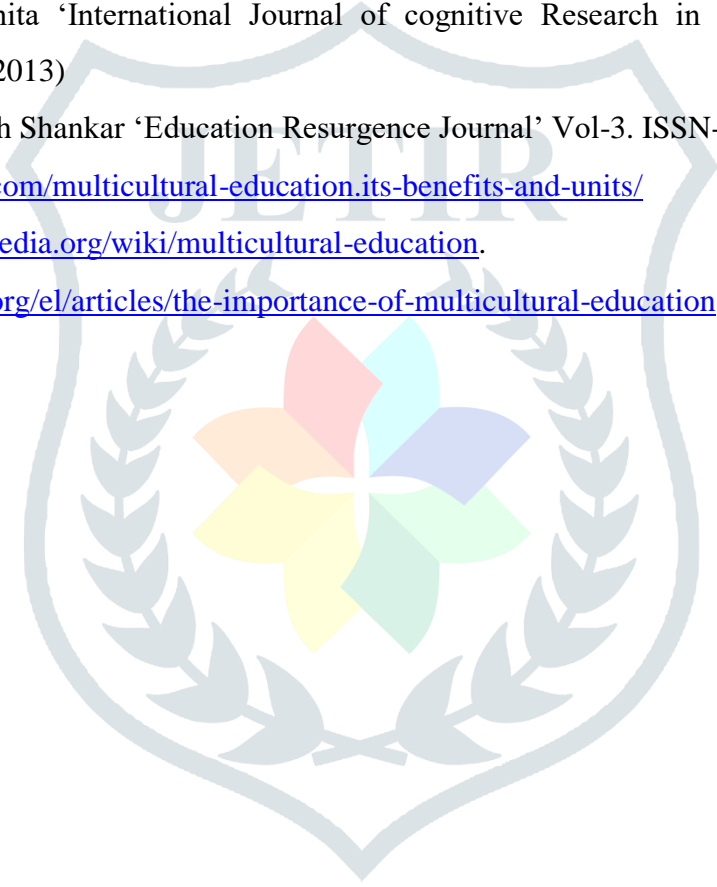 nita ‘International Journal of cognitive Research in
2013)
h Shankar ‘Education Resurgence Journal’ Vol-3. ISSN-
com/multicultural-education.its-benefits-and-units/
JETIR
edia.org/wiki/multicultural-education.
org/el/articles/the-importance-of-multicultural-education